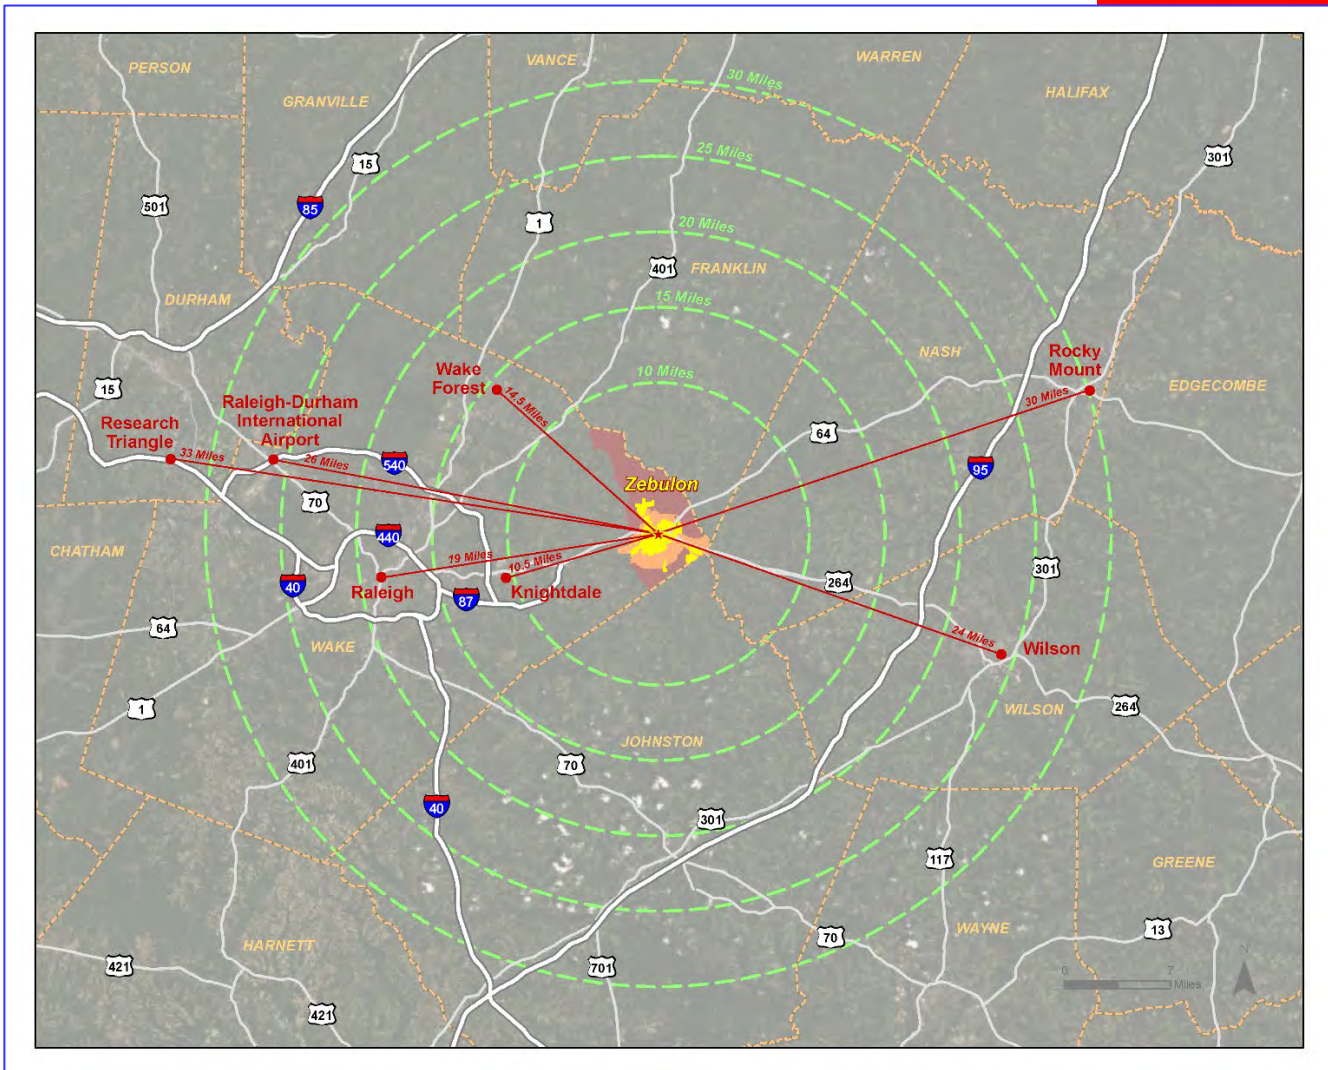 PERSON
VANCE
WARREN
GRANVILLE
30 Miles
HALIFAX
15
25 Miles
301
501
85
1
20 Miles
401
FRANKLIN
DURHAM
15 Miles
Wake
Forest
10 Miles
NASH
Rocky
Mount
EDGECOMBE
15
14.5 Miles
30 Miles
Raleigh-Durham
International
Airport
Research
Triangle
33 Miles
26 Miles
540
64
95
Zebulon
70
440
CHATHAM
19 Miles
10.5 Miles
40
Raleigh
87
Knightdale
264
301
64
WAKE
24 Miles
Wilson
1
WILSON
264
JOHNSTON
401
70
40
301
117
GREENE
HARNETT
70
WAYNE
13
421
701
N
0
7
Miles
421